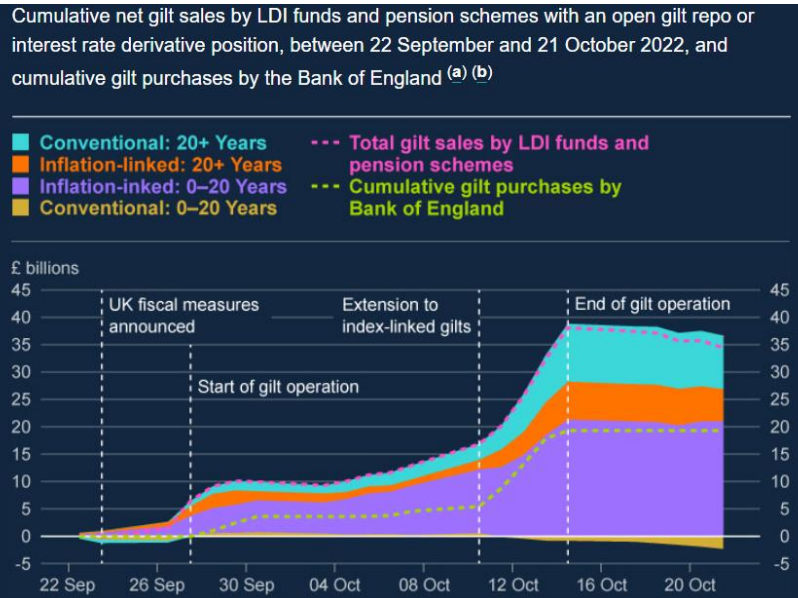 Cumulative net gilt sales by LDI funds and pension schemes with an open gilt repo or
interest rate derivative position, between 22 September and 21 October 2022, and
cumulative gilt purchases by the Bank of England (a) (b)
Conventional: 20+ Years
Inflation-linked: 20+ Years
Inflation-inked: 0–20 Years
Conventional: 0–20 Years
Total gilt sales by LDI funds and
pension schemes
Cumulative gilt purchases by
Bank of England
£ billions
45
40
35
30
25
20
15
10
5
0
-5
UK fiscal measures
announced
Start of gilt operation
Extension to
index-linked gilts
End of gilt operation
45
40
35
30
25
20
15
10
5
0
-5
22 Sep 26 Sep 30 Sep 04 Oct 08 Oct 12 Oct 16 Oct 20 Oct